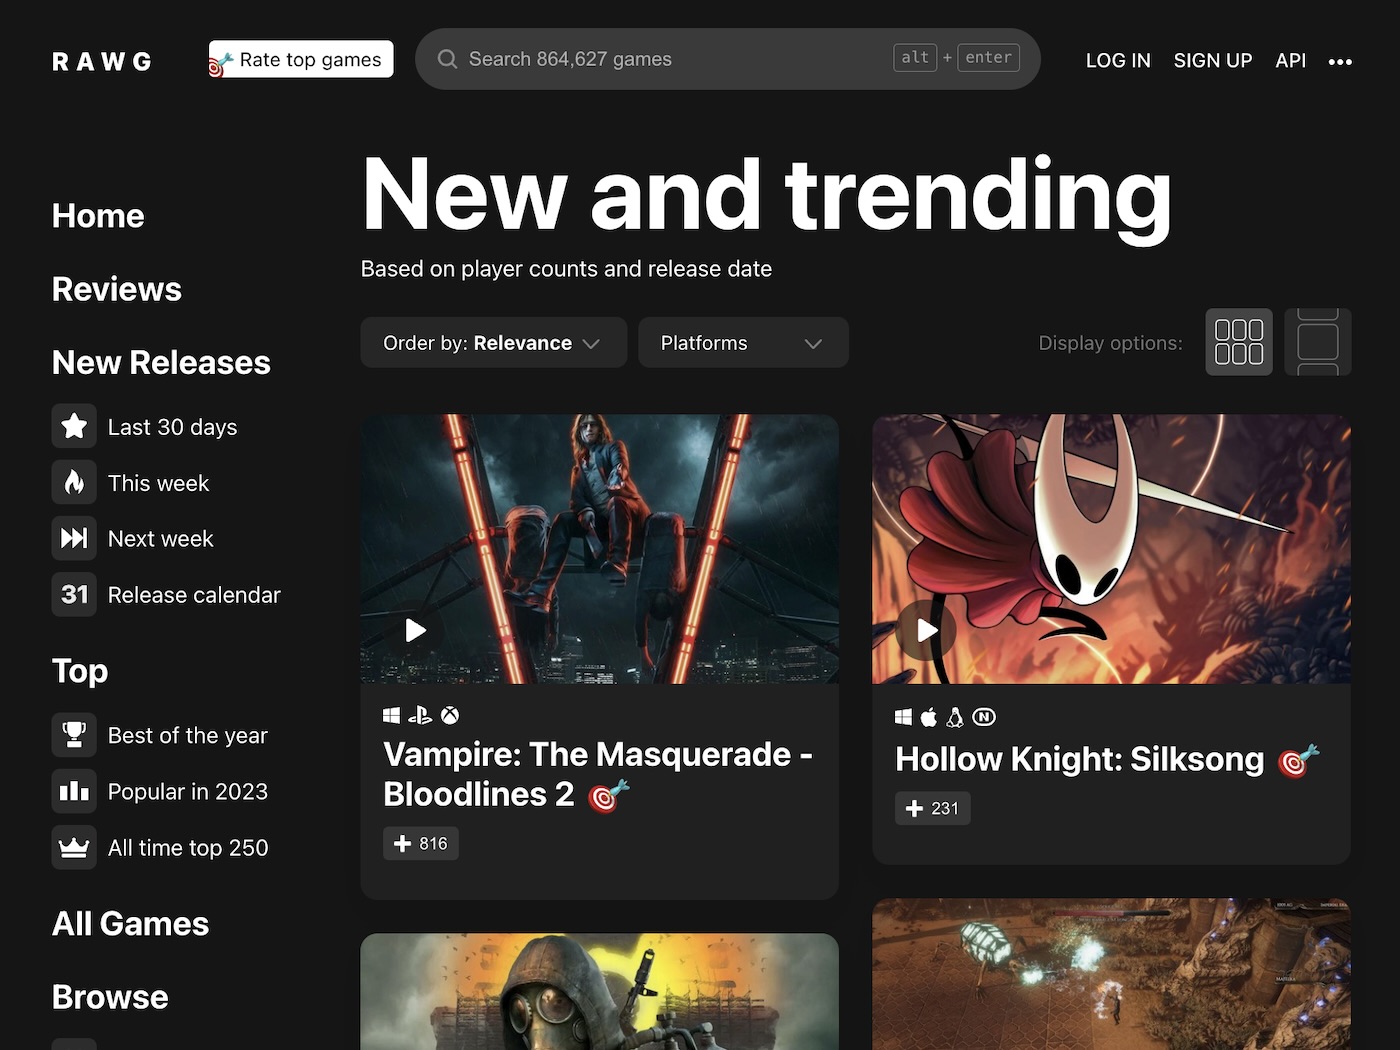 RAWG
Rate top games
Search 864,627 games
alt + enter
LOG IN
SIGN UP
API
Home
Reviews
New Releases
Last 30 days
This week
Next week
31 Release calendar
Top
Best of the year
Popular in 2023
All time top 250
All Games
Browse
New and trending
Based on player counts and release date
Order by: Relevance
Platforms
Display options:
Vampire: The Masquerade -
Bloodlines 2
816
N
Hollow Knight: Silksong
231